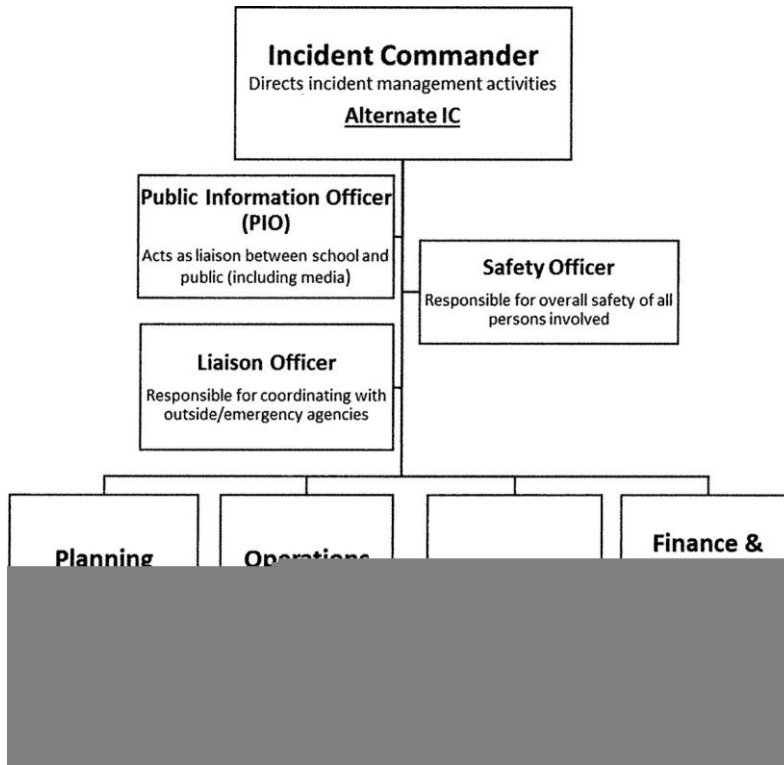 Incident Commander
Directs incident management activities
Alternate IC
Public Information Officer
(PIO)
Acts as liaison between school and
public (including media)
Safety Officer
Responsible for overall safety of all
persons involved
Liaison Officer
Responsible for coordinating with
outside/emergency agencies
Planning
Operations
Finance &